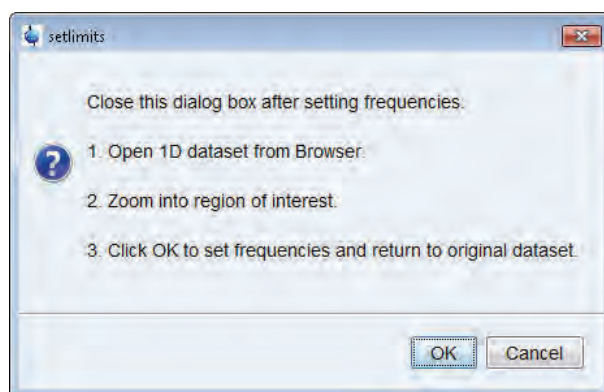 setlimits
Close this dialog box after setting frequencies.
1. Open 1D dataset from Browser.
2. Zoom into region of interest.
3. Click OK to set frequencies and return to original dataset.
OK
Cancel